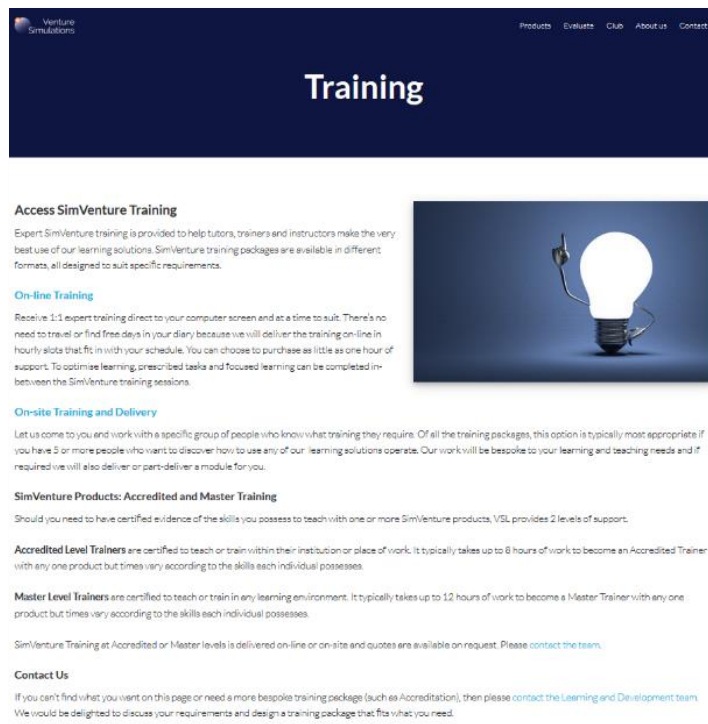 Venture
Simulations
Products Evaluate Club About us Contact
Training
Access SimVenture Training
Expert SimVenture training is provided to help tutors, trainers and instructors make the very
best use of our learning solutions. SimVenture training packages are available in different
formats, all designed to suit specific requirements.
On-line Training
Receive 1:1 expert training direct to your computer screen and at a time to suit. There's no
need to travel or find free days in your diary because we will deliver the training on-line in
hourly slots that fit in with your schedule. You can choose to purchase as little as one hour of
support. To optimise learning, prescribed tasks and focused learning can be completed in-
between the SimVenture training sessions.
On-site Training and Delivery
Let us come to you and work with a specific group of people who know what training they require. Of all the training packages, this option is typically most appropriate if
you have 5 or more people who want to discover how to use any of our learning solutions operate. Our work will be bespoke to your learning and teaching needs and if
required we will also deliver or part-deliver a module for you.
SimVenture Products: Accredited and Master Training
Should you need to have certified evidence of the skills you possess to teach with one or more SimVenture products, VSL provides 2 levels of support.
Accredited Level Trainers are certified to teach or train within their institution or place of work. It typically takes up to 8 hours of work to become an Accredited Trainer
with any one product but times vary according to the skills each individual possesses.
Master Level Trainers are certified to teach or train in any learning environment. It typically takes up to 12 hours of work to become a Master Trainer with any one
product but times vary according to the skills each individual possesses.
SimVenture Training at Accredited or Master levels is delivered on-line or on-site and quotes are available on request. Please contact the team.
Contact Us
If you can't find what you want on this page or need a more bespoke training package (such as Accreditation), then please contact the Learning and Development team.
We would be delighted to discuss your requirements and design a training package that fits what you need.